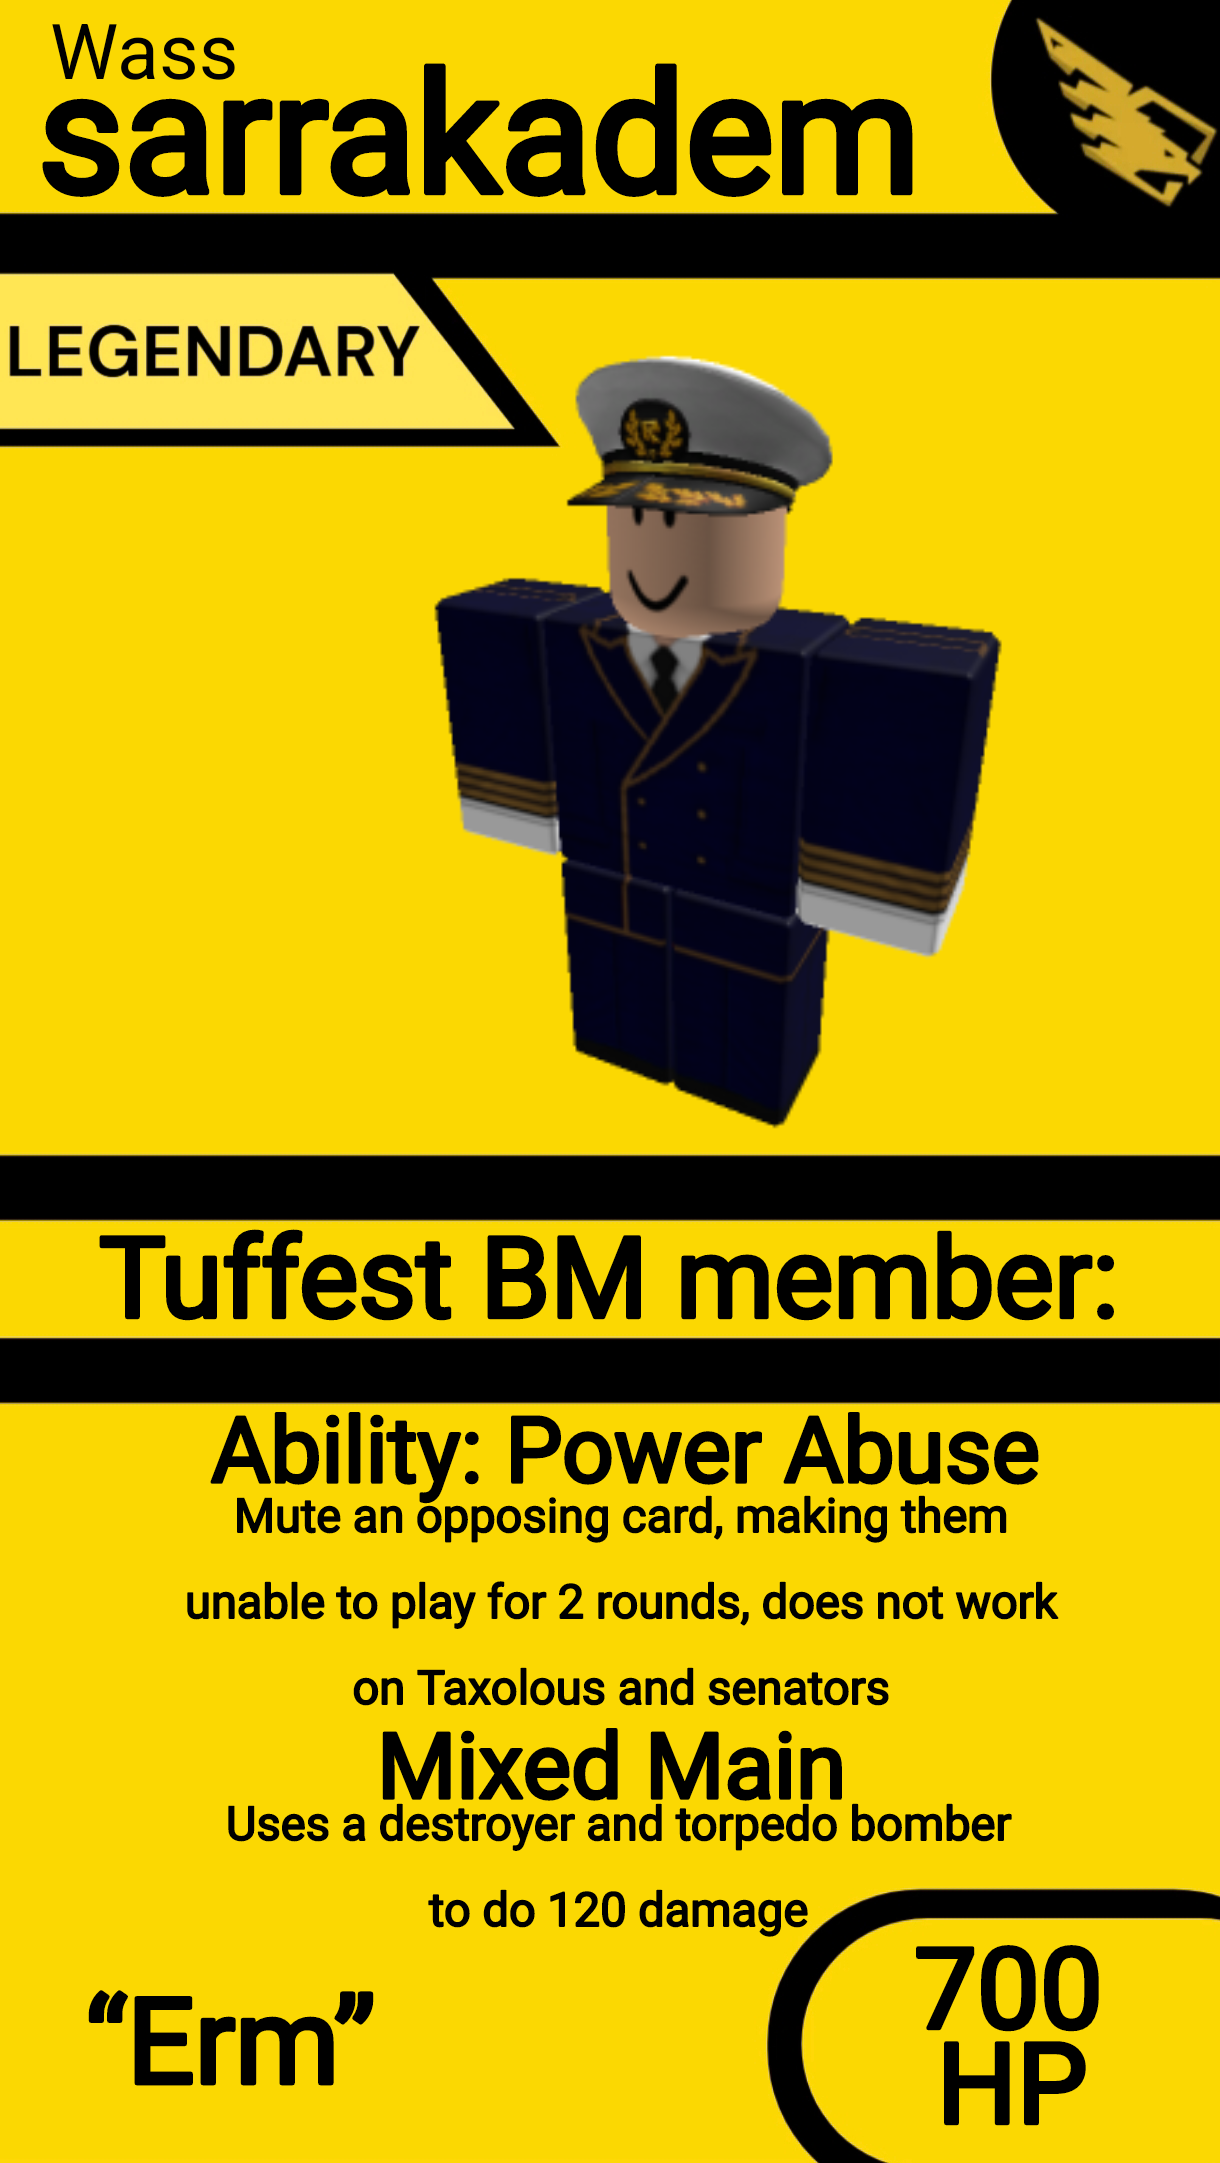 Wass
sarrakadem
LEGENDARY
R
Tuffest BM member:
Ability: Power Abuse
Mute an opposing card, making them
unable to play for 2 rounds, does not work
on Taxolous and senators
Mixed Main
Uses a destroyer and torpedo bomber
to do 120 damage
“Erm”
700
HP